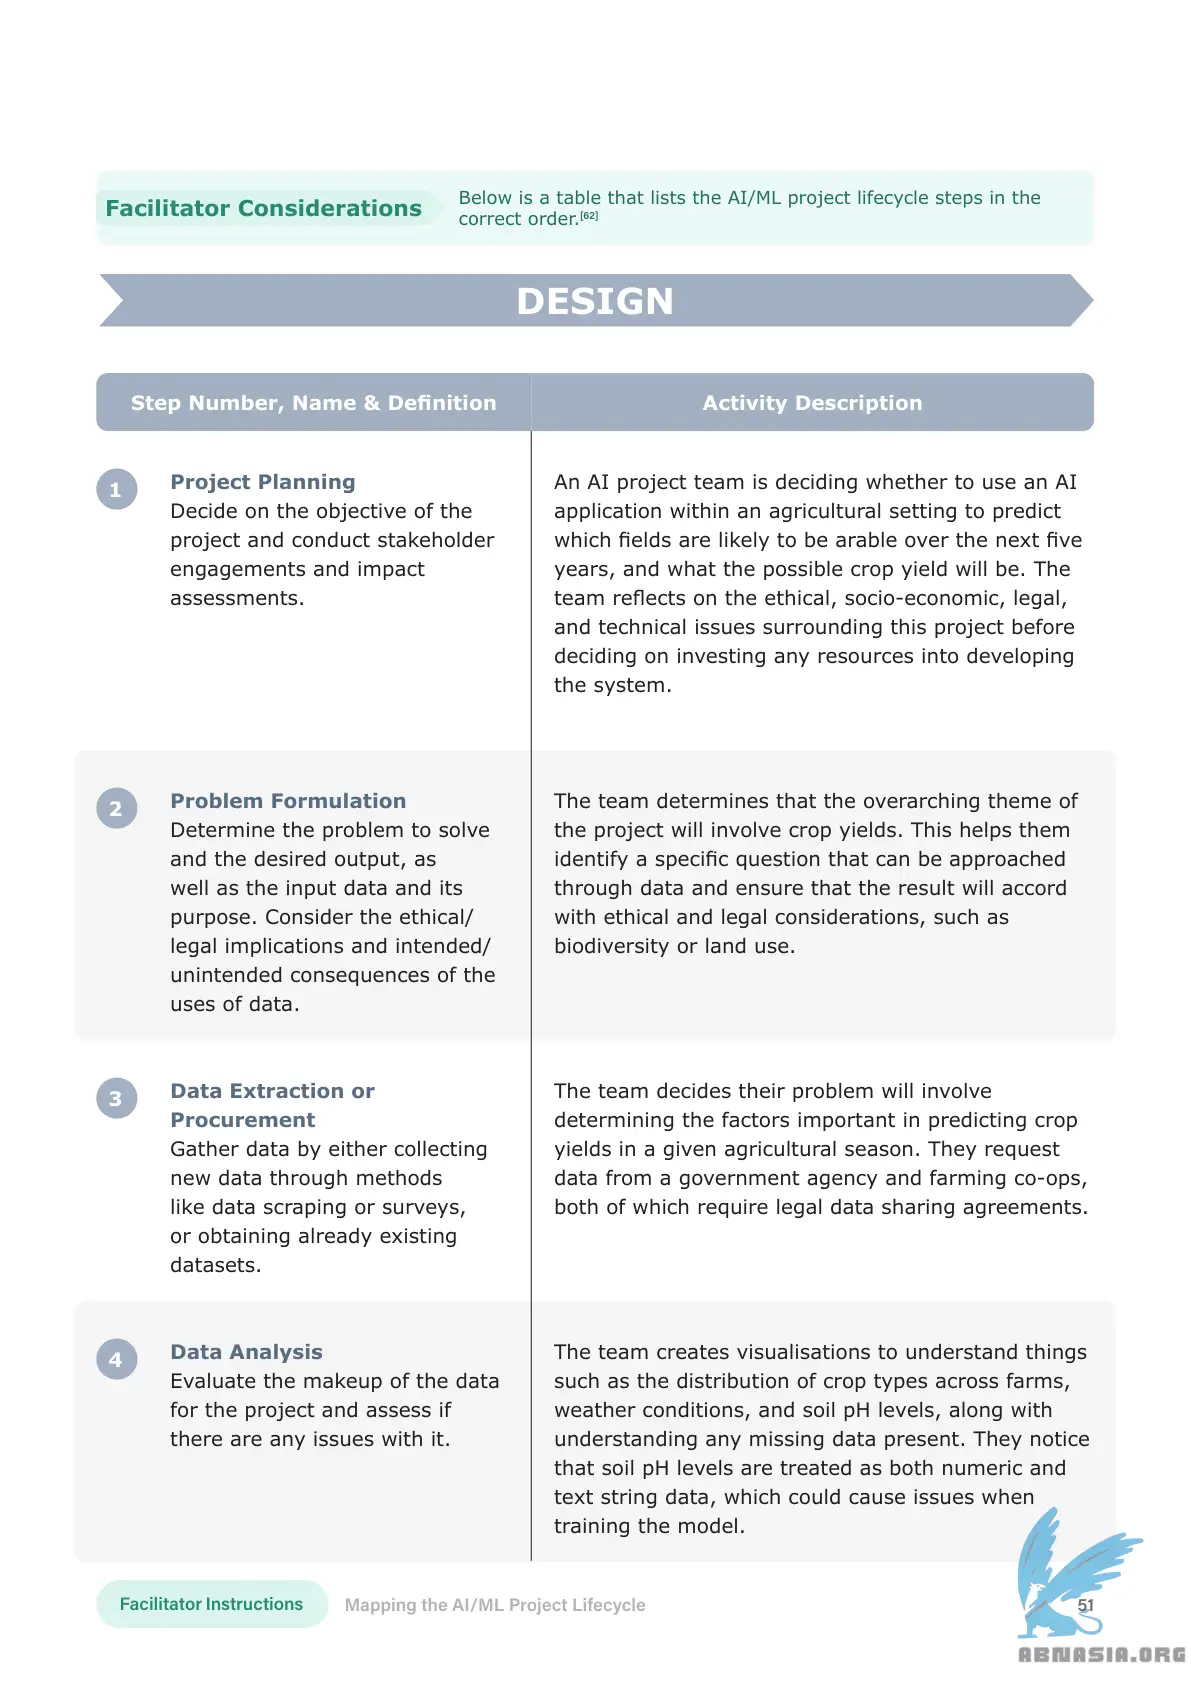 Facilitator Considerations
Below is a table that lists the AI/ML project lifecycle steps in the
correct order.[62]
DESIGN
Step Number, Name & Definition
Activity Description
1
Project Planning
Decide on the objective of the
project and conduct stakeholder
engagements and impact
assessments.
An AI project team is deciding whether to use an AI
application within an agricultural setting to predict
which fields are likely to be arable over the next five
years, and what the possible crop yield will be. The
team reflects on the ethical, socio-economic, legal,
and technical issues surrounding this project before
deciding on investing any resources into developing
the system.
2
Problem Formulation
Determine the problem to solve
and the desired output, as
well as the input data and its
purpose. Consider the ethical/
legal implications and intended/
unintended consequences of the
uses of data.
The team determines that the overarching theme of
the project will involve crop yields. This helps them
identify a specific question that can be approached
through data and ensure that the result will accord
with ethical and legal considerations, such as
biodiversity or land use.
3
Data Extraction or
Procurement
Gather data by either collecting
new data through methods
like data scraping or surveys,
or obtaining already existing
datasets.
The team decides their problem will involve
determining the factors important in predicting crop
yields in a given agricultural season. They request
data from a government agency and farming co-ops,
both of which require legal data sharing agreements.
4
Data Analysis
Evaluate the makeup of the data
for the project and assess if
there are any issues with it.
The team creates visualisations to understand things
such as the distribution of crop types across farms,
weather conditions, and soil pH levels, along with
understanding any missing data present. They notice
that soil pH levels are treated as both numeric and
text string data, which could cause issues when
training the model.
Facilitator Instructions
Mapping the AI/ML Project Lifecycle
51
ABNASIA.ORG